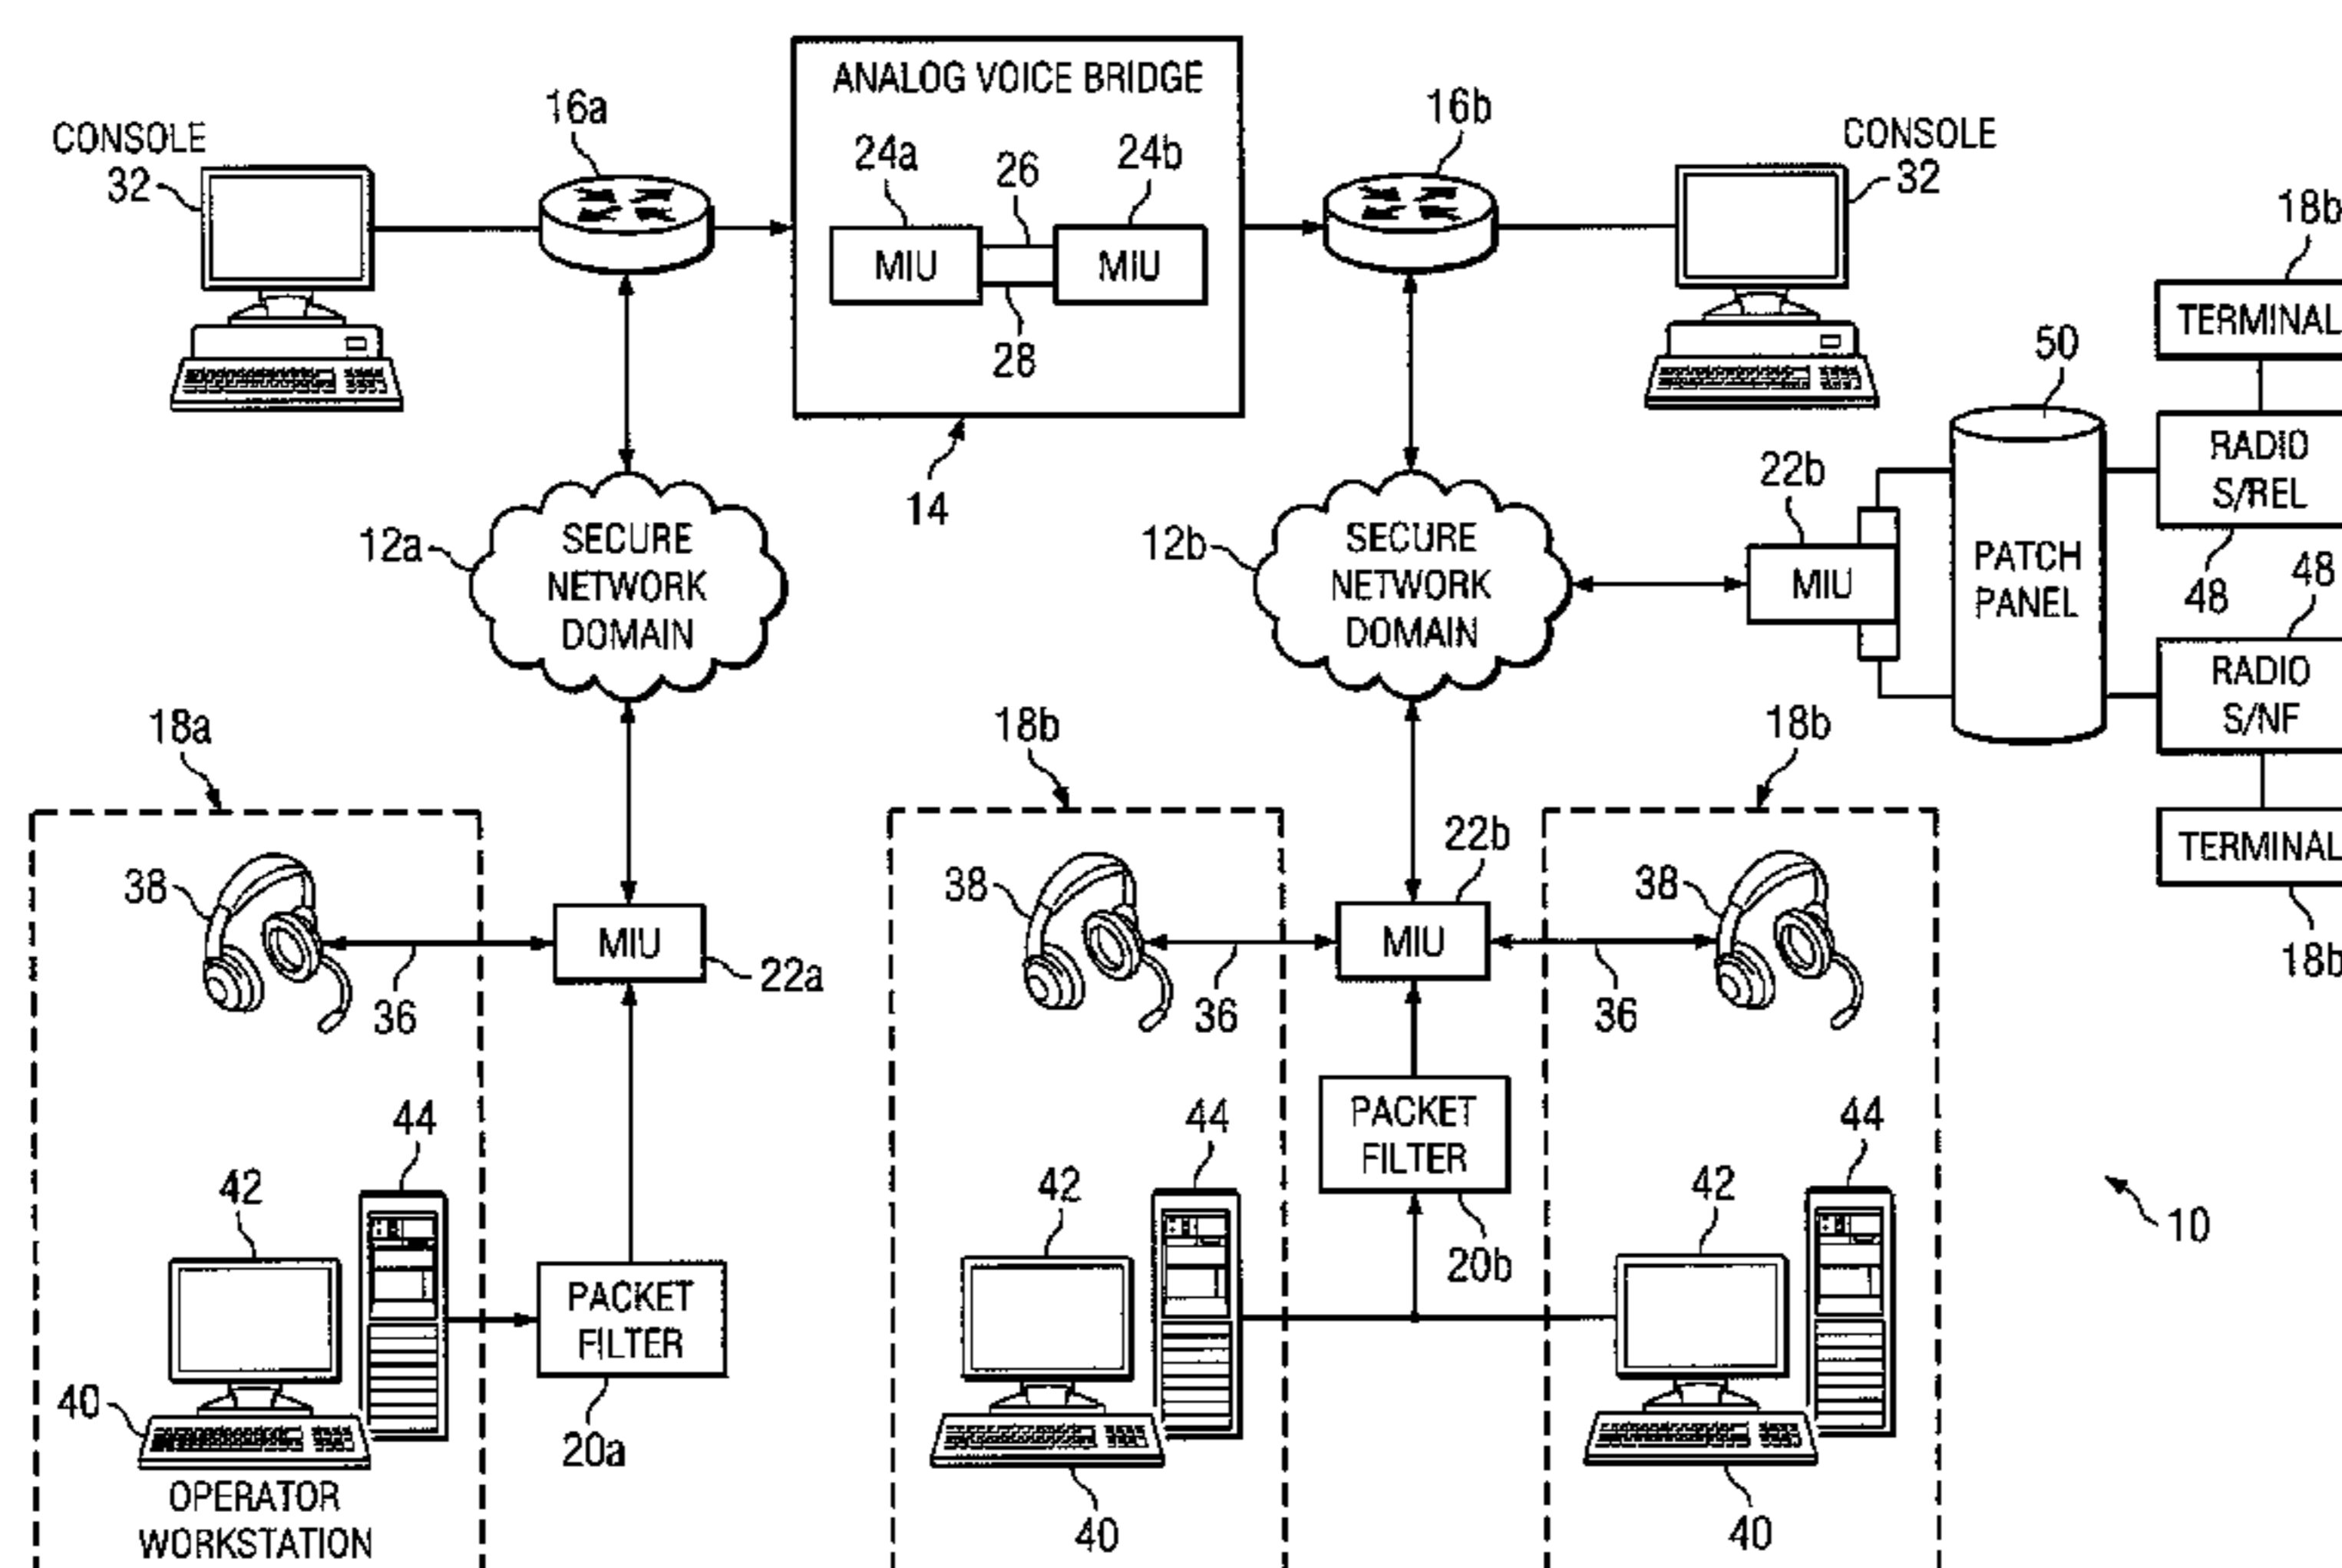 ANALOG VOICE BRIDGE
16a
16b
CONSOLE
32
CONSOLE
32
24a
26
24b
MIU
MIU
28
14
18b
TERMINAL
50
RADIO
S/REL
48
22b
12a
SECURE
NETWORK
DOMAIN
12b
SECURE
NETWORK
DOMAIN
MIU
PATCH
PANEL
48
RADIO
S/NF
TERMINAL
18b
18a
18b
18b
38
MIU
22a
36
38
22b
MIU
36
38
36
44
42
PACKET
FILTER
20a
40
OPERATOR
WORKSTATION
44
42
PACKET
FILTER
20b
40
44
42
40
10